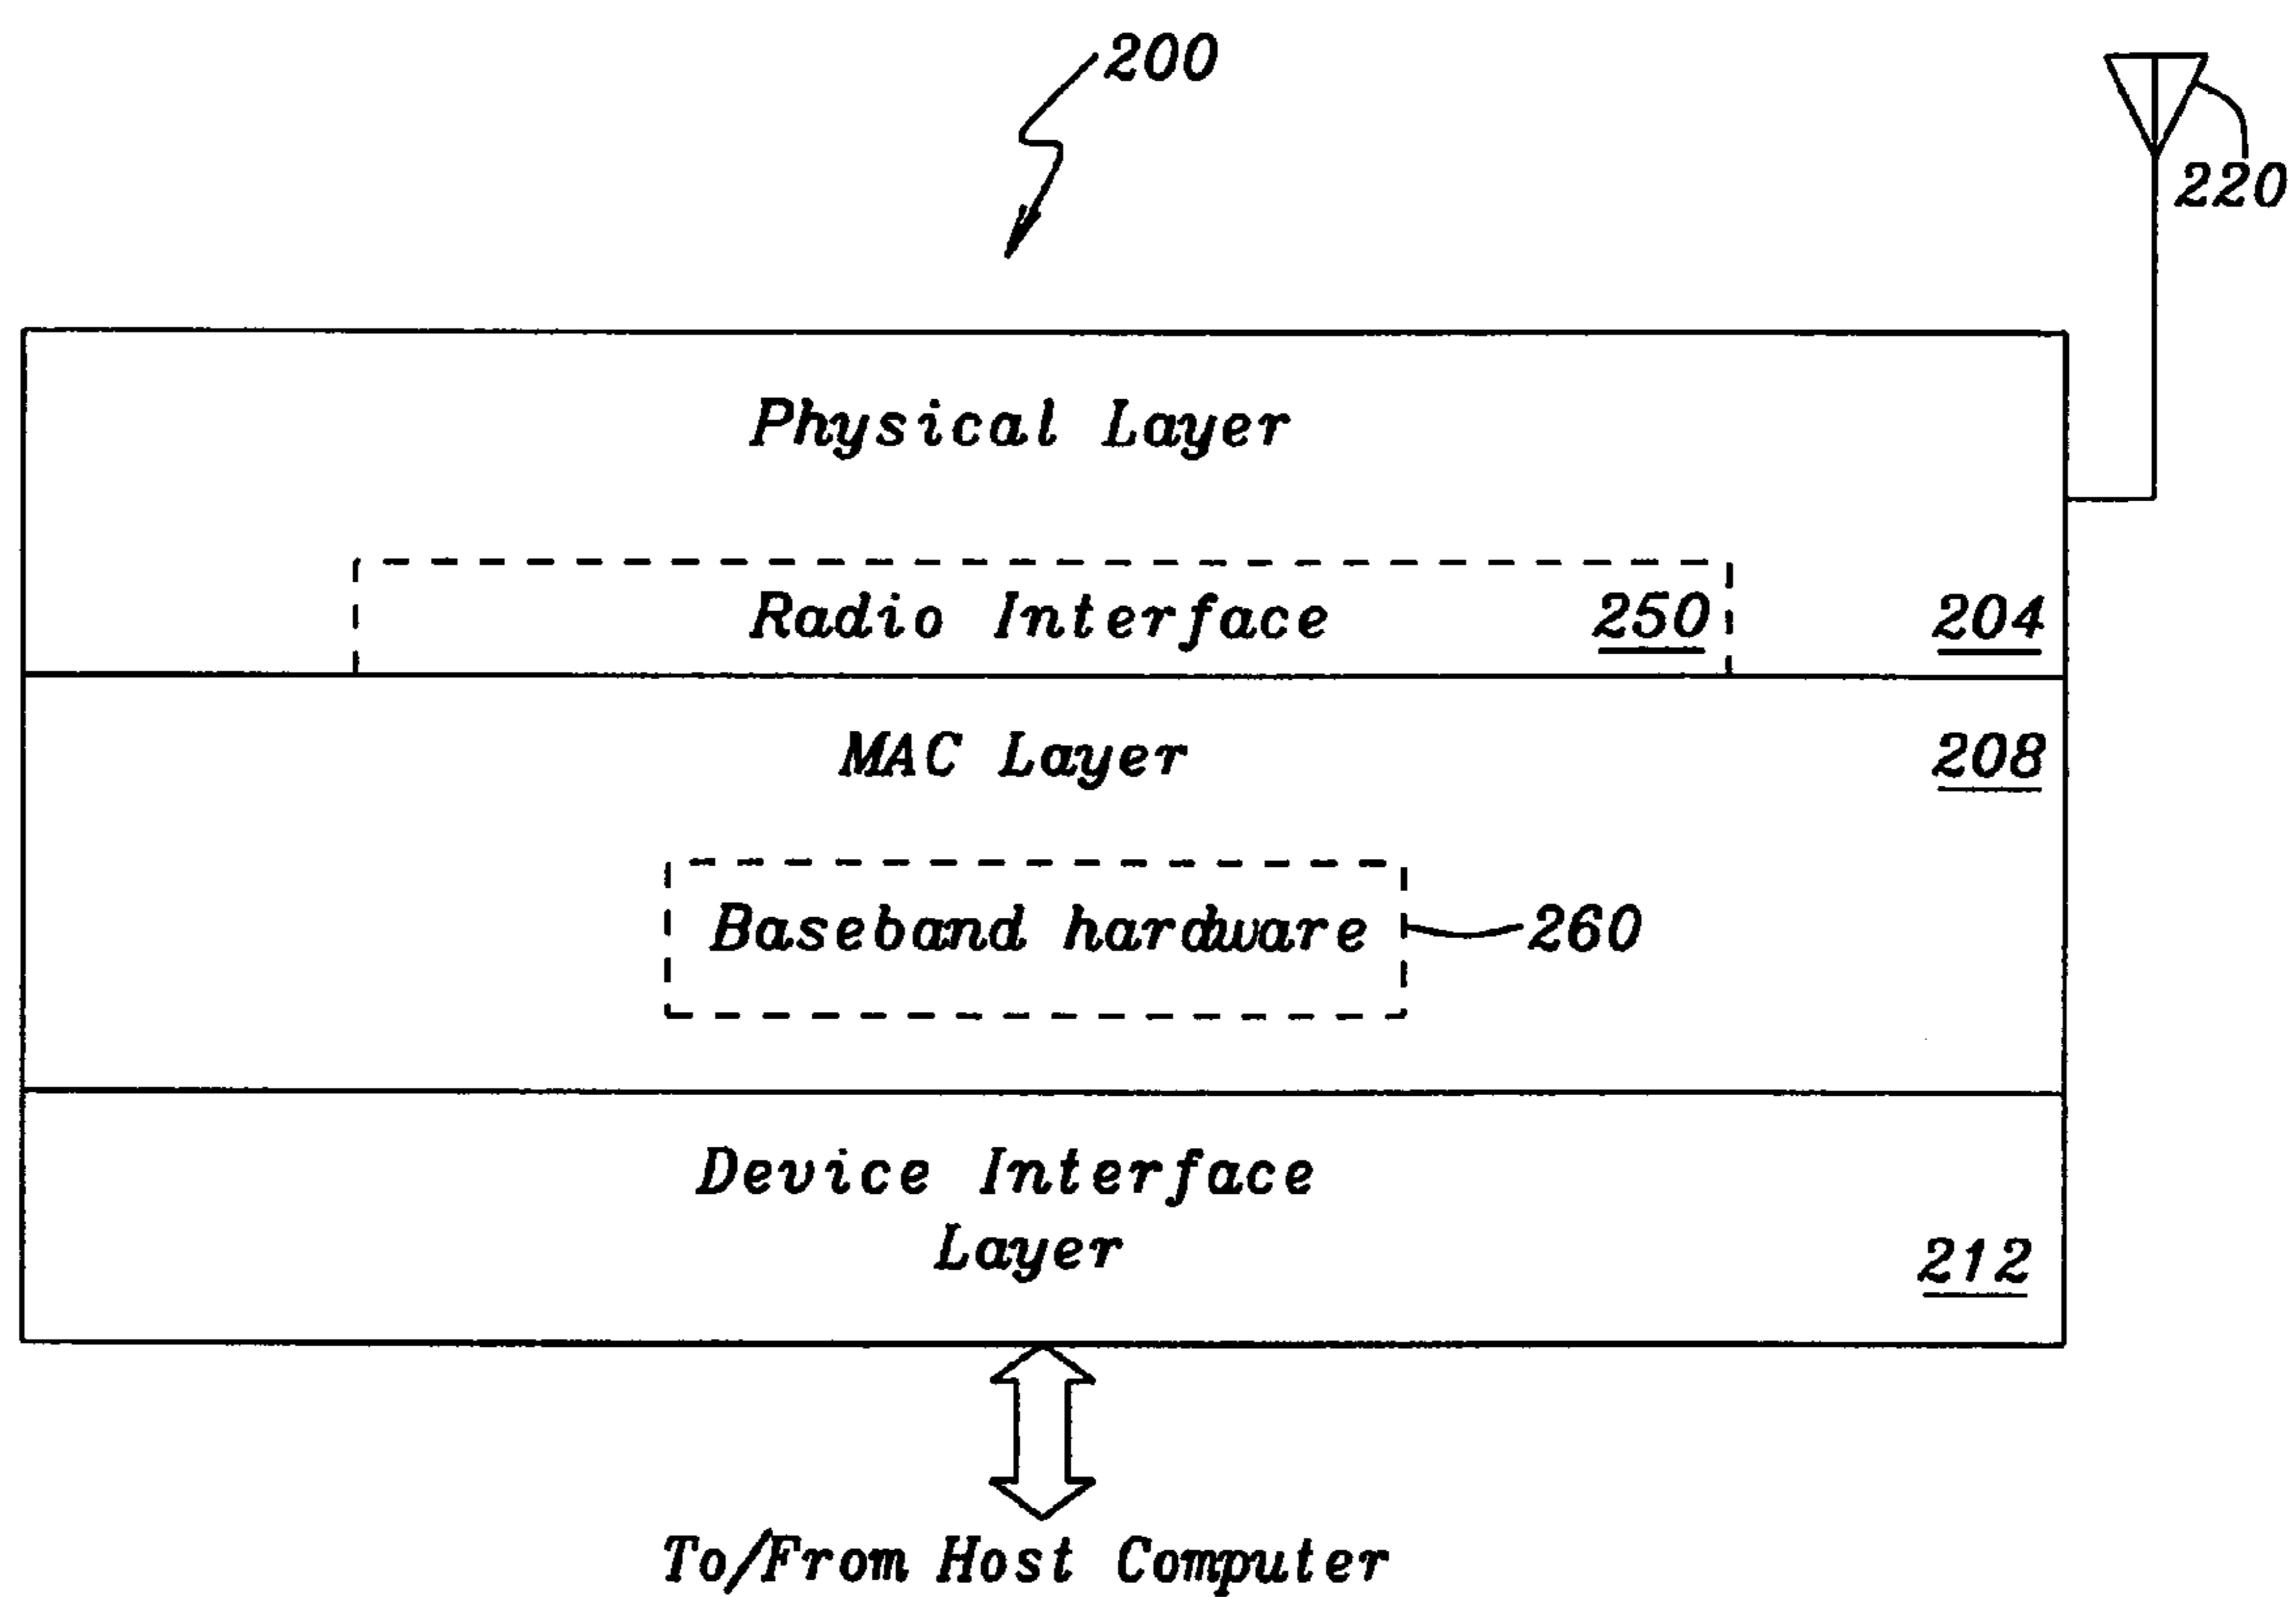 200
220
Physical Layer
Radio Interface 250 204
MAC Layer 208
Baseband hardware 260
Device Interface
Layer
212
To/From Host Computer